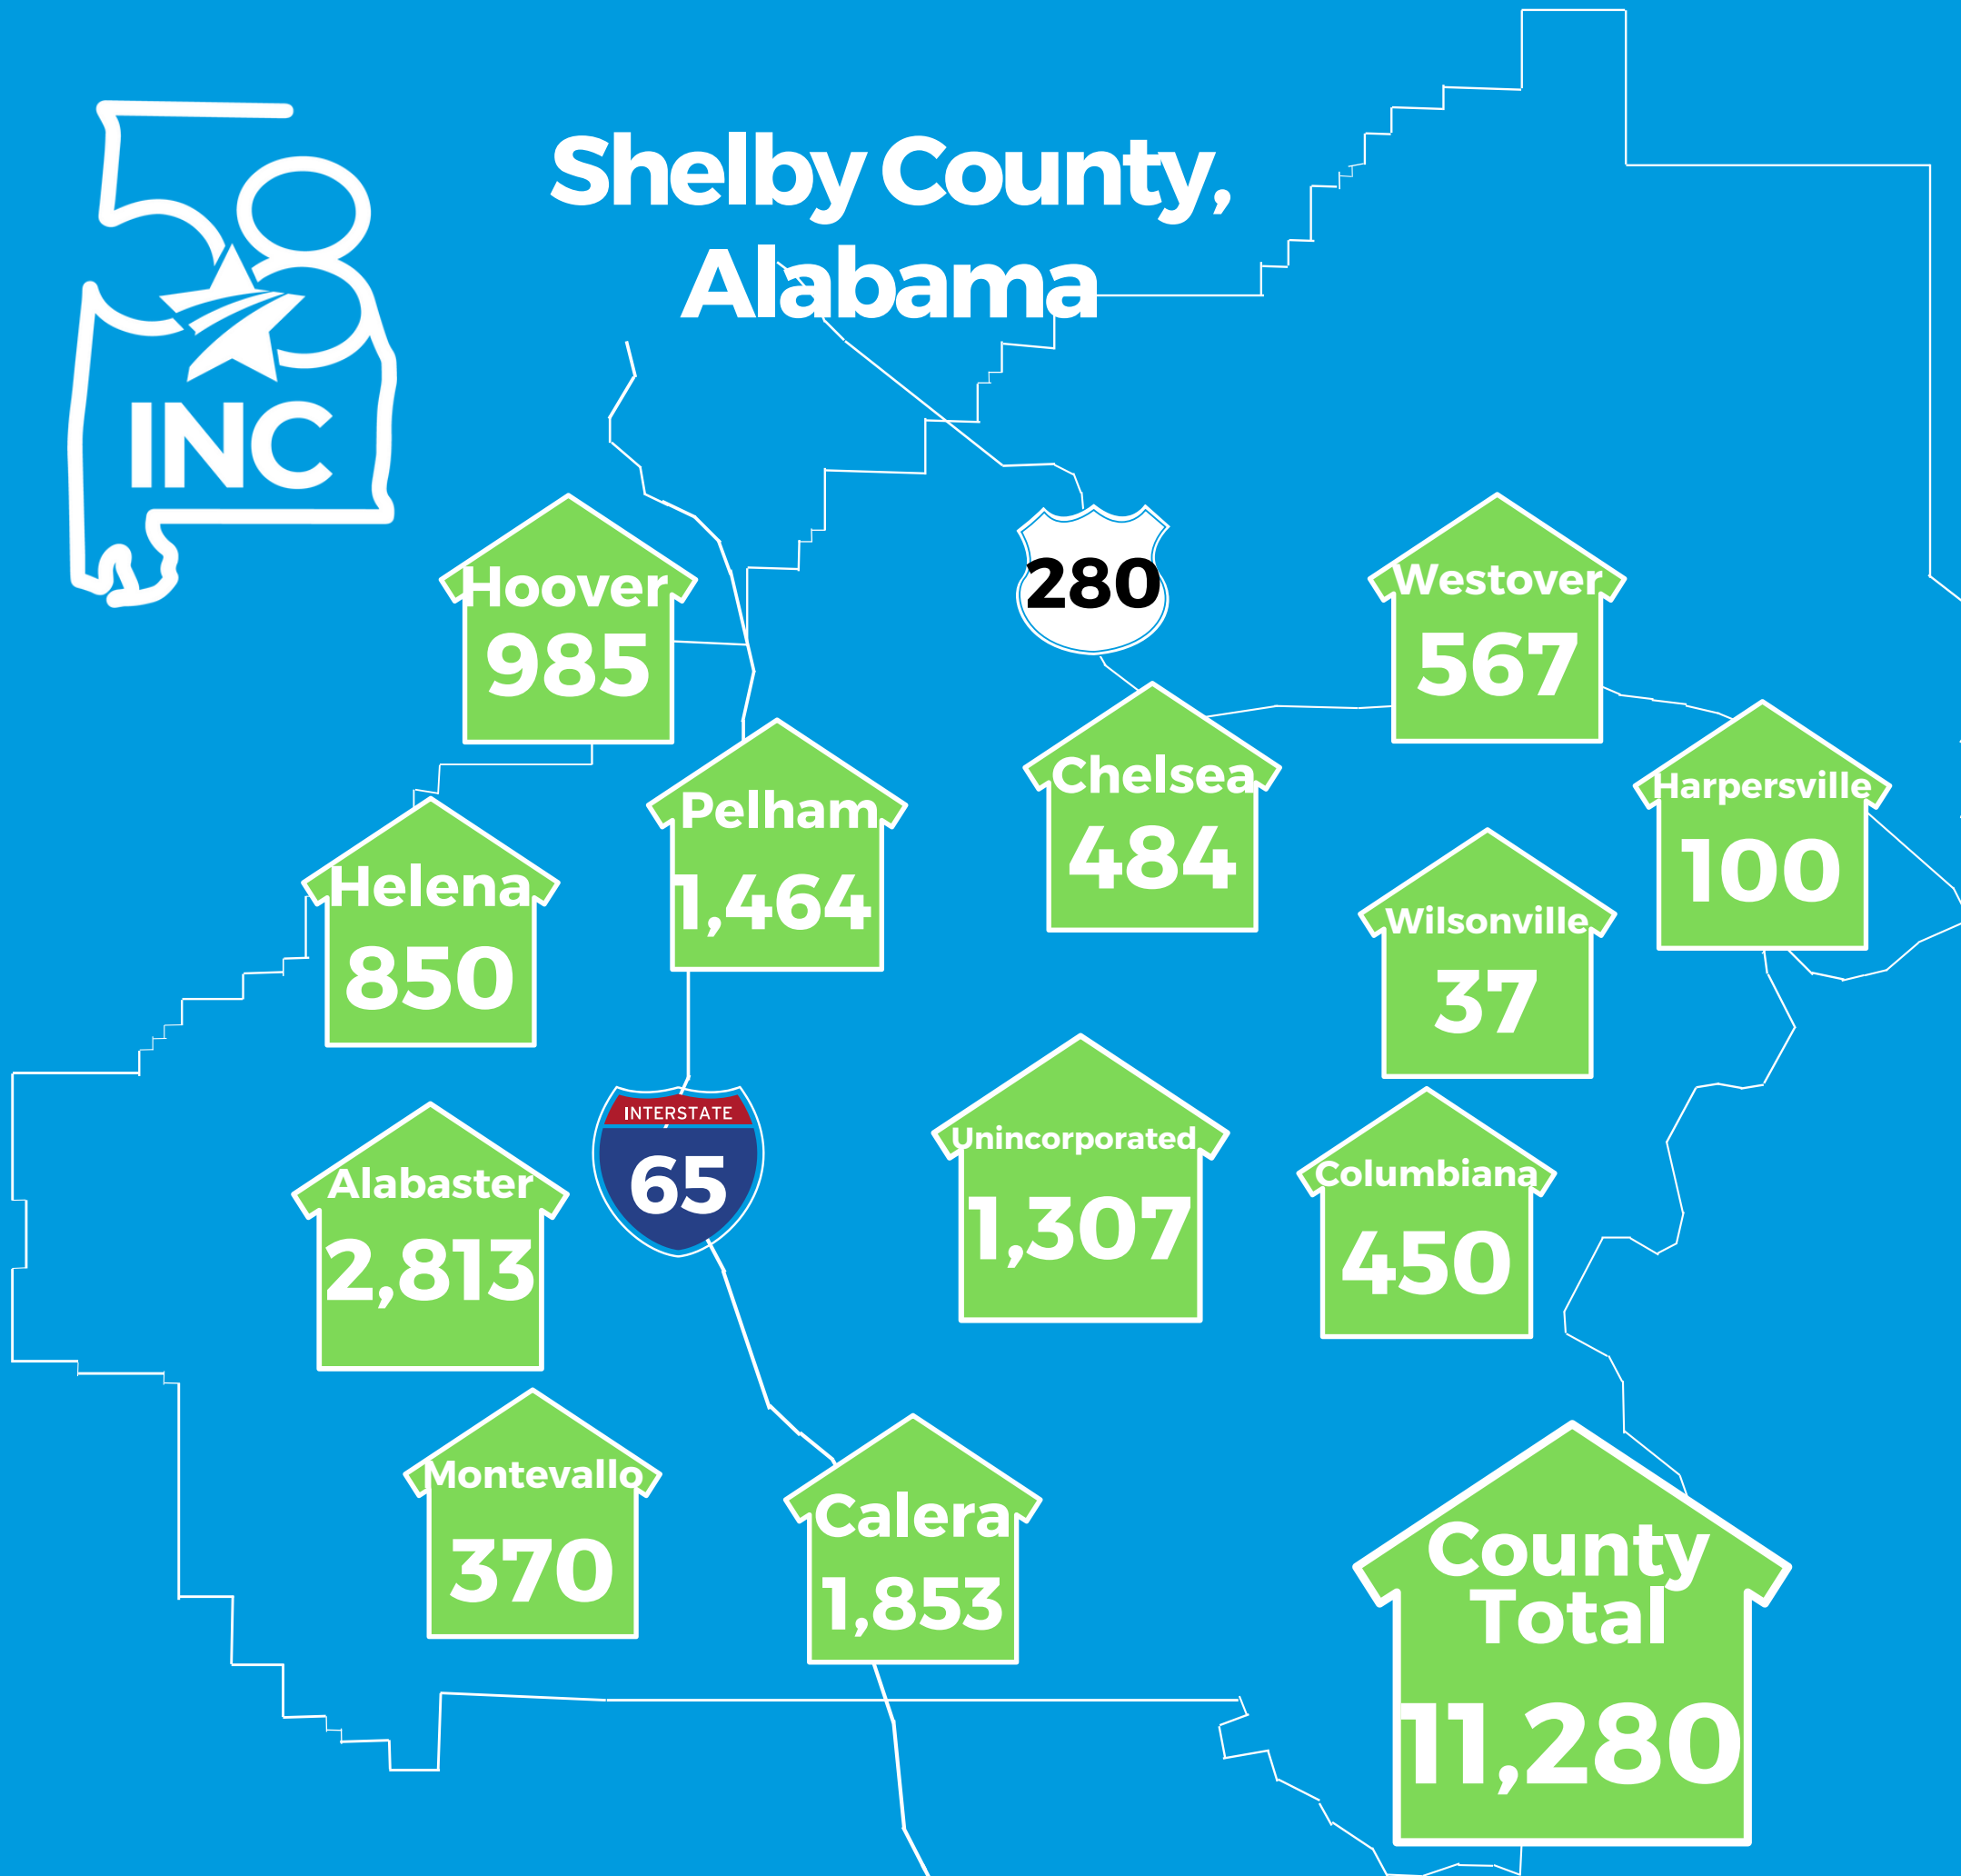 58
INC
Shelby County,
Alabama
Hoover
985
280
Westover
567
Pelham
1,464
Chelsea
484
Harpersville
100
Helena
850
Wilsonville
37
INTERSTATE
65
Unincorporated
1,307
Columbiana
450
Alabaster
2,813
Montevallo
370
Calera
1,853
County
Total
11,280